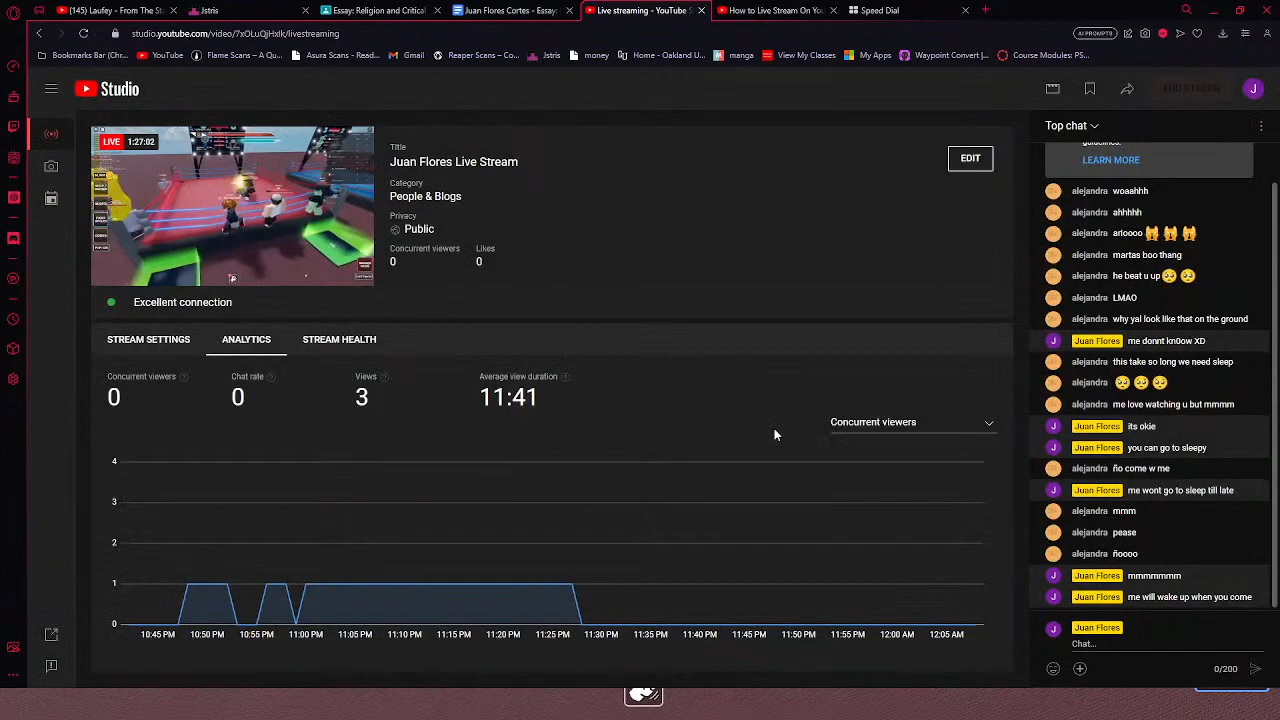 (145) Laufey - From The Sta
Jstris
Essay: Religion and Critical
Juan Flores Cortes - Essay:
Live streaming - YouTube S
How to Live Stream On You
Speed Dial
studio.youtube.com/video/7xOLuQjHxlk/livestreaming
AI PROMPTS
Bookmarks Bar (Chr...
YouTube
Flame Scans – A Qu...
Asura Scans - Read...
Gmail
Reaper Scans – Co...
Jstris
money
Home - Oakland U...
manga
View My Classes
My Apps
Waypoint Convert |...
Course Modules: PS...
Studio
END STREAM
J
LIVE 1:27:02
Title
Juan Flores Live Stream
EDIT
Category
People & Blogs
Privacy
Public
Concurrent viewers
Likes
0
0
Excellent connection
STREAM SETTINGS
ANALYTICS
STREAM HEALTH
Concurrent viewers
Chat rate
Views
Average view duration
0
0
3
11:41
Concurrent viewers
4
3
2
1
0
10:45 PM 10:50 PM 10:55 PM 11:00 PM 11:05 PM 11:10 PM 11:15 PM 11:20 PM 11:25 PM 11:30 PM 11:35 PM 11:40 PM 11:45 PM 11:50 PM 11:55 PM 12:00 AM 12:05 AM
Top chat
guidelines.
LEARN MORE
alejandra woaahhh
alejandra ahhhhh
alejandra arioooo
alejandra martas boo thang
alejandra he beat u up
alejandra LMAO
alejandra why yal look like that on the ground
Juan Flores me donnt kn0ow XD
alejandra this take so long we need sleep
alejandra
alejandra me love watching u but mmmm
Juan Flores its okie
Juan Flores you can go to sleepy
alejandra ño come w me
Juan Flores me wont go to sleep till late
alejandra mmm
alejandra pease
alejandra ñoooo
Juan Flores mmmmmmm
Juan Flores me will wake up when you come
Juan Flores
Chat...
0/200